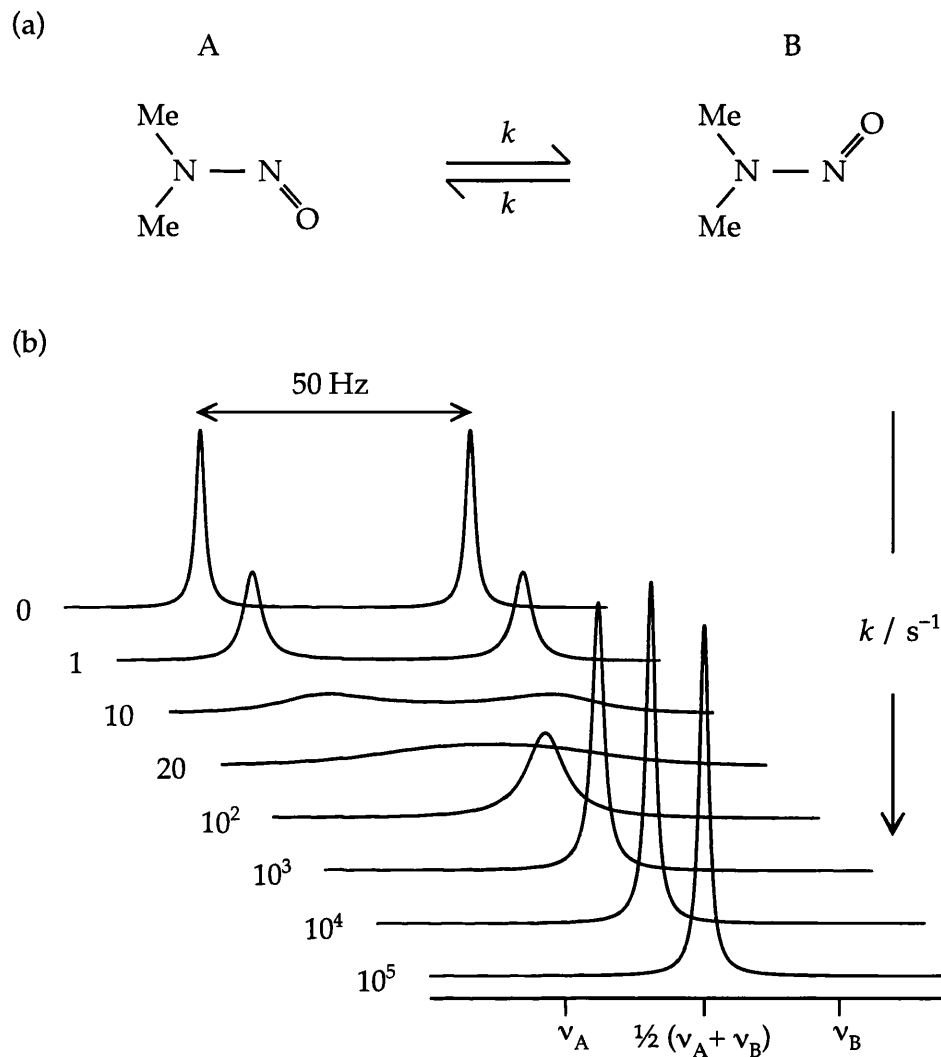 (a)
A
B
Me
N — N
O
Me
k
k
O
Me
N — N
Me
(b)
50 Hz
0
1
10
20
10²
10³
10⁴
10⁵
k / s⁻¹
ν_A
½ (ν_A + ν_B)
ν_B